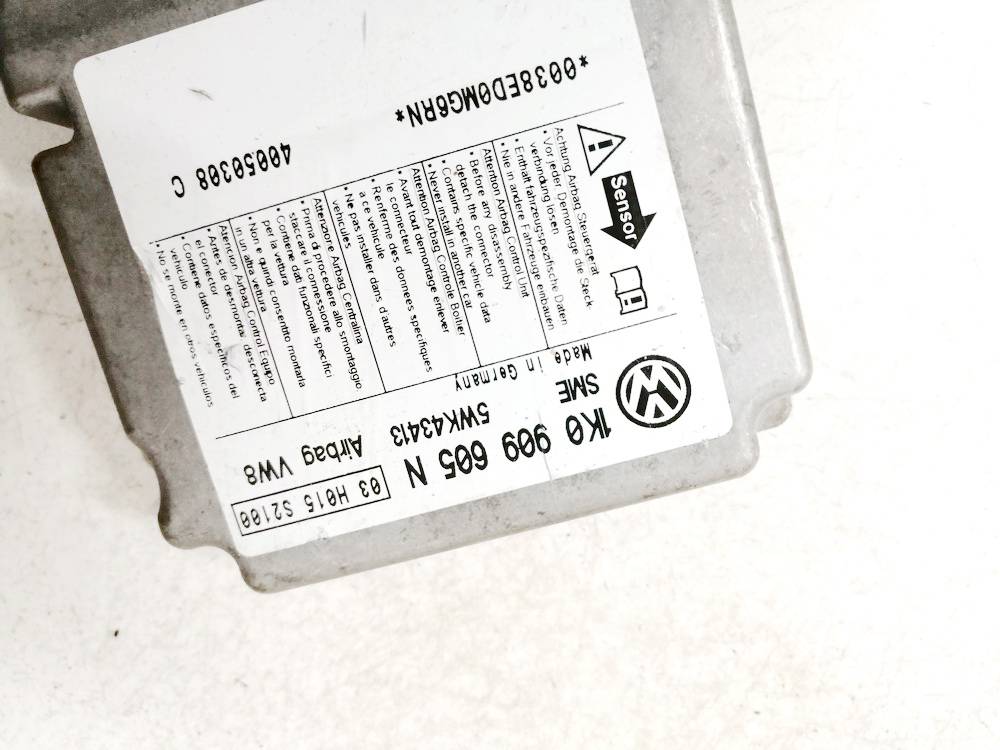 1K0 909 605 N
SME
5WK43413
Airbag VW8
03 H015 S2100
Made in Germany
Sensor
Achtung Airbag Steuergerät
• Vor jeder Demontage die Steck-
verbindung lösen
• Enthält fahrzeugspezifische Daten
• Nie in andere Fahrzeuge einbauen
Attention Airbag Control Unit
• Before any disassembly
detach the connector
• Contains specific vehicle data
• Never install in another car
Attention Airbag Controle Boitier
• Avant tout demontage enlever
le connecteur
• Renferme des donnees specifiques
a ce vehicule
• Ne pas installer dans d'autres
vehicules
Attenzione Airbag Centralina
• Prima di procedere allo smontaggio
staccare il connessione
• Contiene dati funzionali specifici
per la vettura
• Non e quindi consentito montarla
in un altra vettura
Atencion Airbag Control Equipo
• Antes de desmontar desconecta
el conector
• Contiene datos especificos del
vehiculo
• No se monte en otros vehiculos
40050308 C
*0038ED0MG6RN*